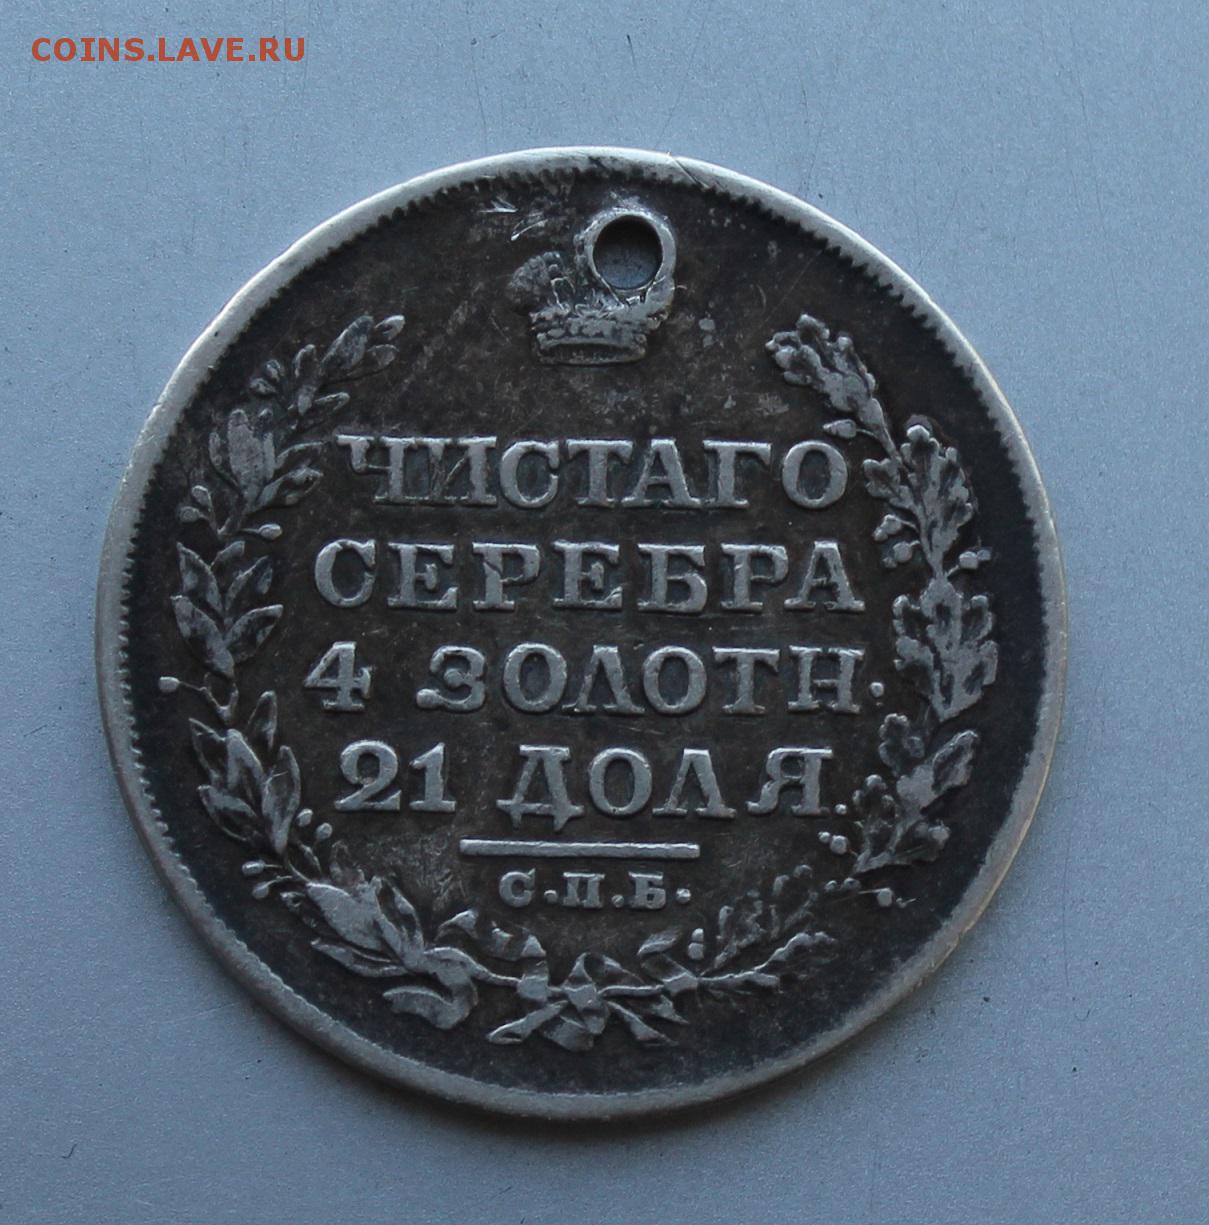 COINS.LAVE.RU
ЧИСТАГО
СЕРЕБРА
4 ЗОЛОТН.
21 ДОЛЯ.
С.П.Б.